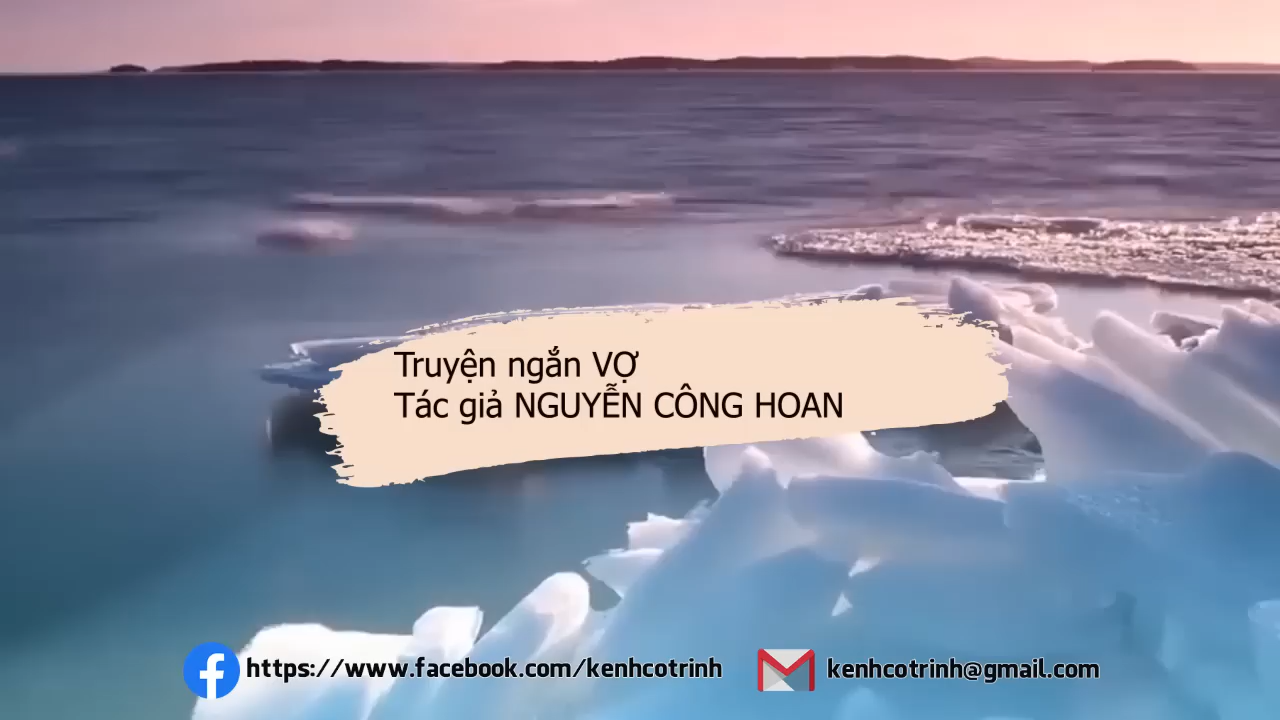 Truyện ngắn VỢ
Tác giả NGUYỄN CÔNG HOAN
https://www.facebook.com/kenhcotrinh
kenhcotrinh@gmail.com